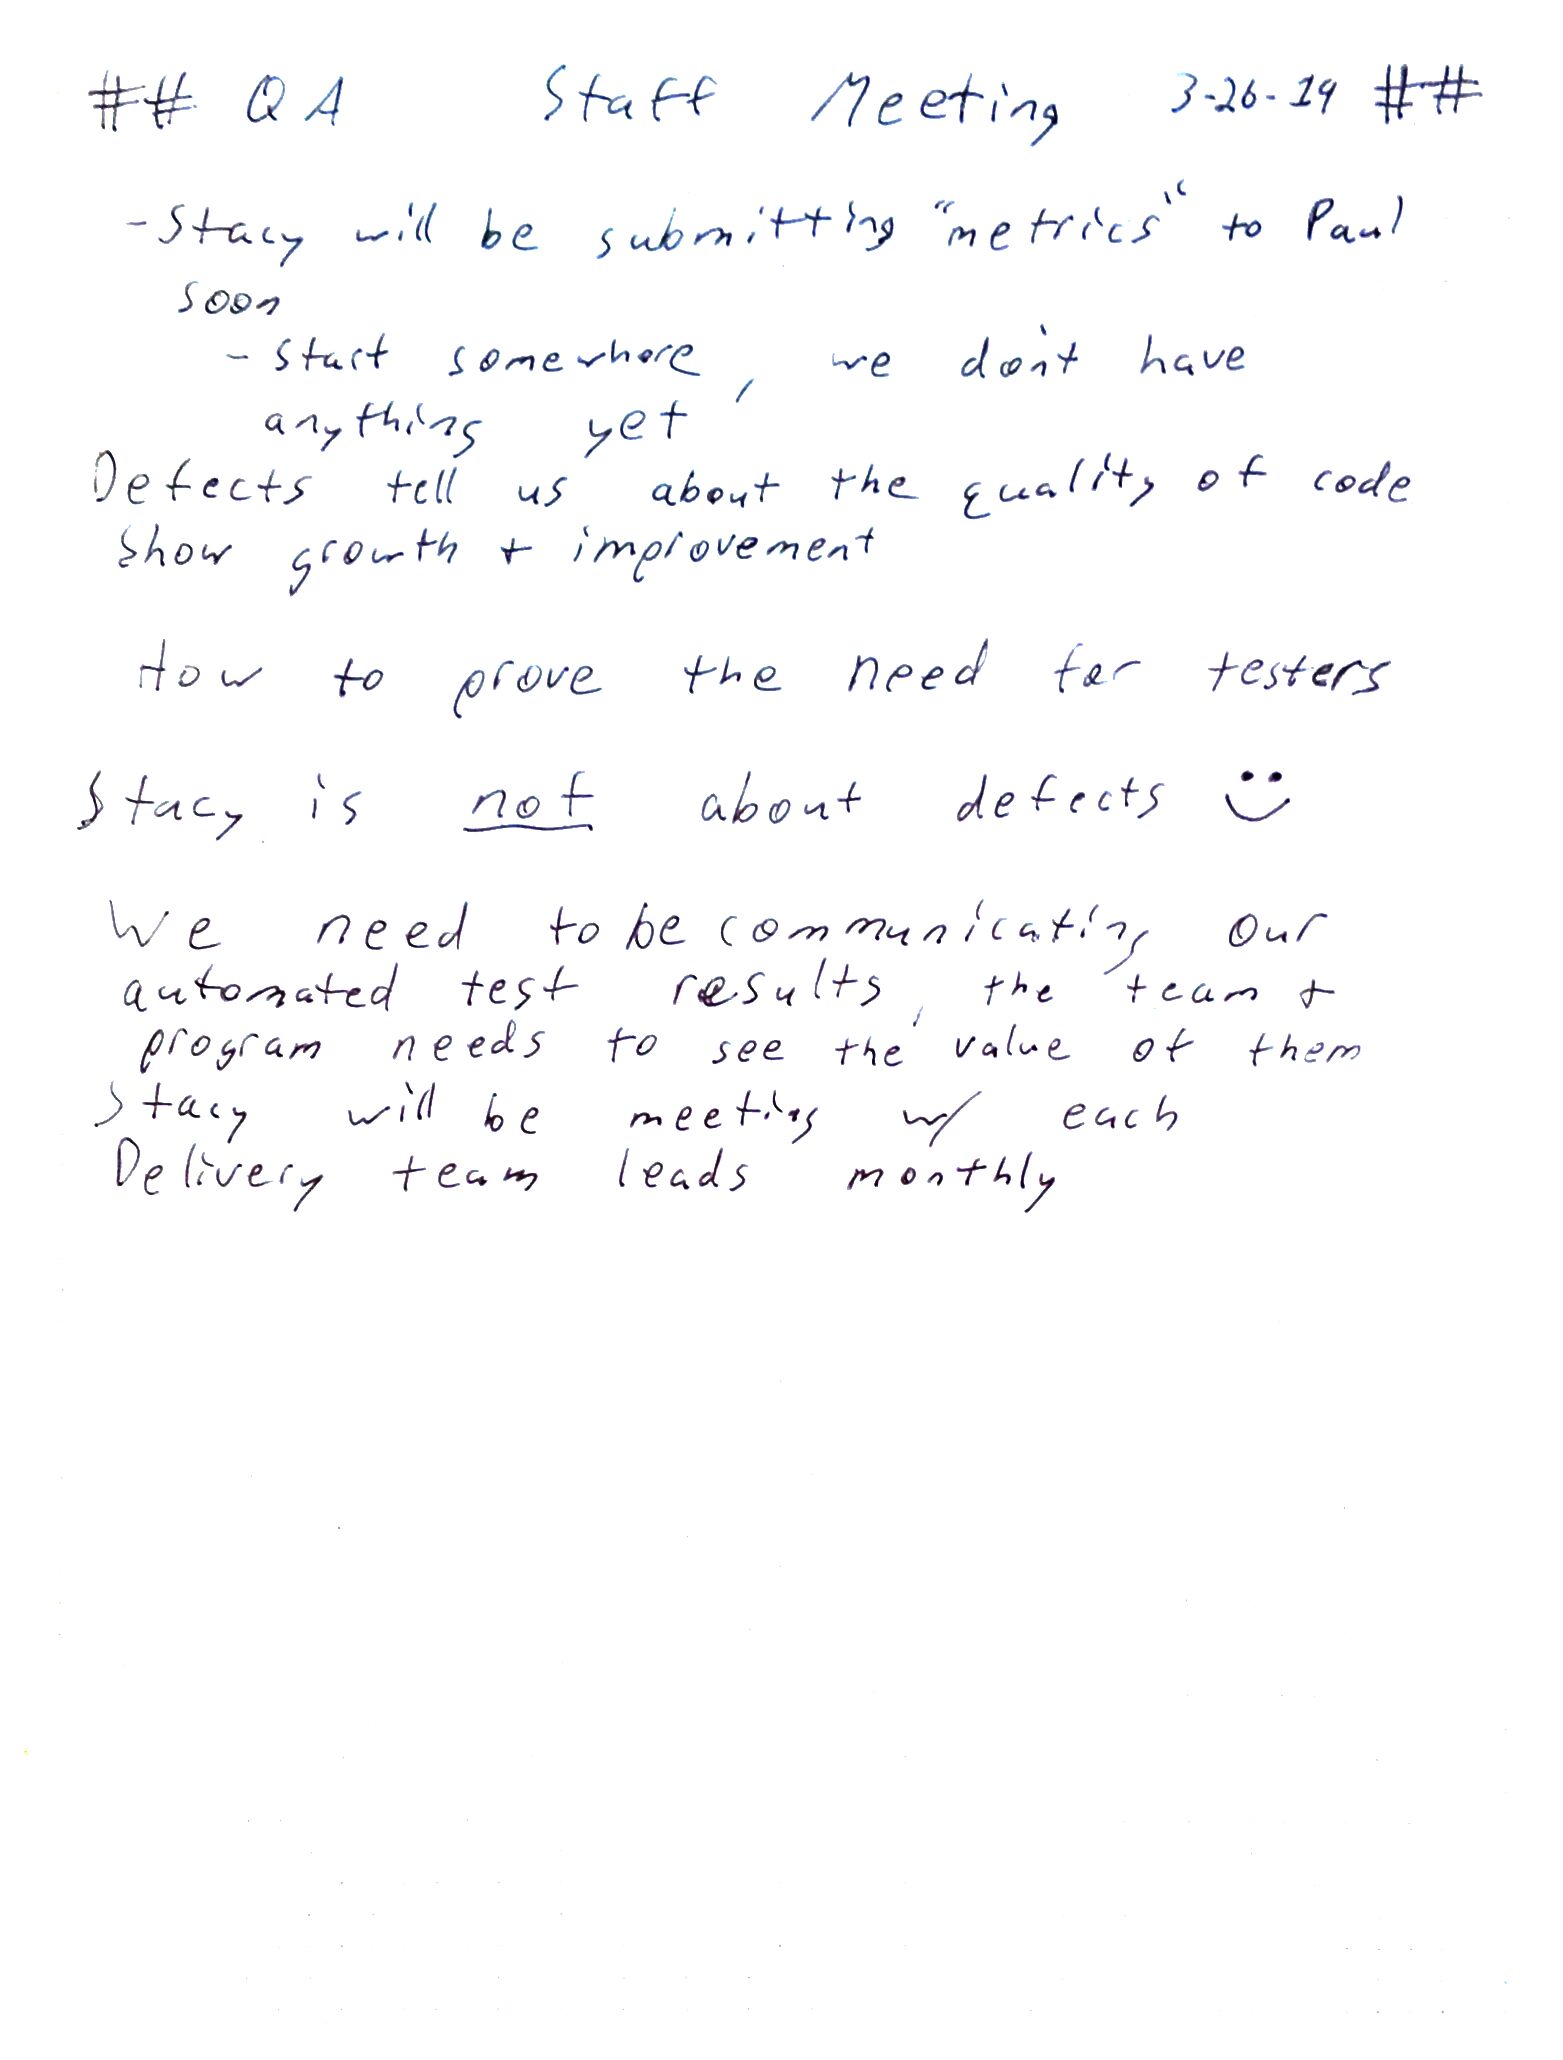 ## QA Staff Meeting 3-26-19 ##
- Stacy will be submitting "metrics" to Paul
soon
- Start somewhere, we don't have
anything yet
Defects tell us about the quality of code
show growth + improvement
How to prove the need for testers
Stacy is not about defects
We need to be communicating our
automated test results, the team +
program needs to see the value of them
Stacy will be meeting w/ each
Delivery team leads monthly